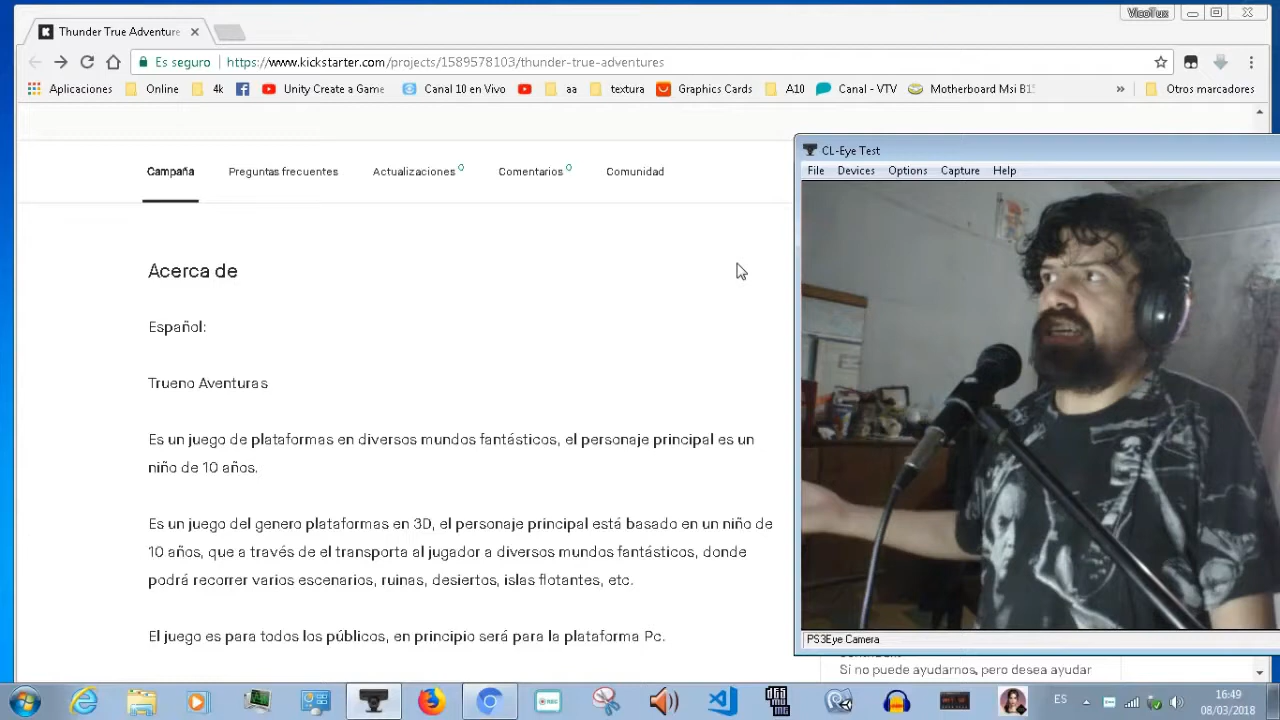 VicoTux
Thunder True Adventure
Es seguro
https://www.kickstarter.com/projects/1589578103/thunder-true-adventures
Aplicaciones
Online
4k
Unity Create a Game
Canal 10 en Vivo
aa
textura
Graphics Cards
A10
Canal - VTV
Motherboard Msi B1
»
Otros marcadores
Campaña
Preguntas frecuentes
Actualizaciones 0
Comentarios 0
Comunidad
CL-Eye Test
File Devices Options Capture Help
Acerca de
Español:
Trueno Aventuras
Es un juego de plataformas en diversos mundos fantásticos, el personaje principal es un
niño de 10 años.
Es un juego del genero plataformas en 3D, el personaje principal está basado en un niño de
10 años, que a través de el transporta al jugador a diversos mundos fantásticos, donde
podrá recorrer varios escenarios, ruinas, desiertos, islas flotantes, etc.
El juego es para todos los públicos, en principio será para la plataforma Pc.
PS3Eye Camera
Si no puede ayudarnos, pero desea ayudar
REC
ES
16:49
08/03/2018